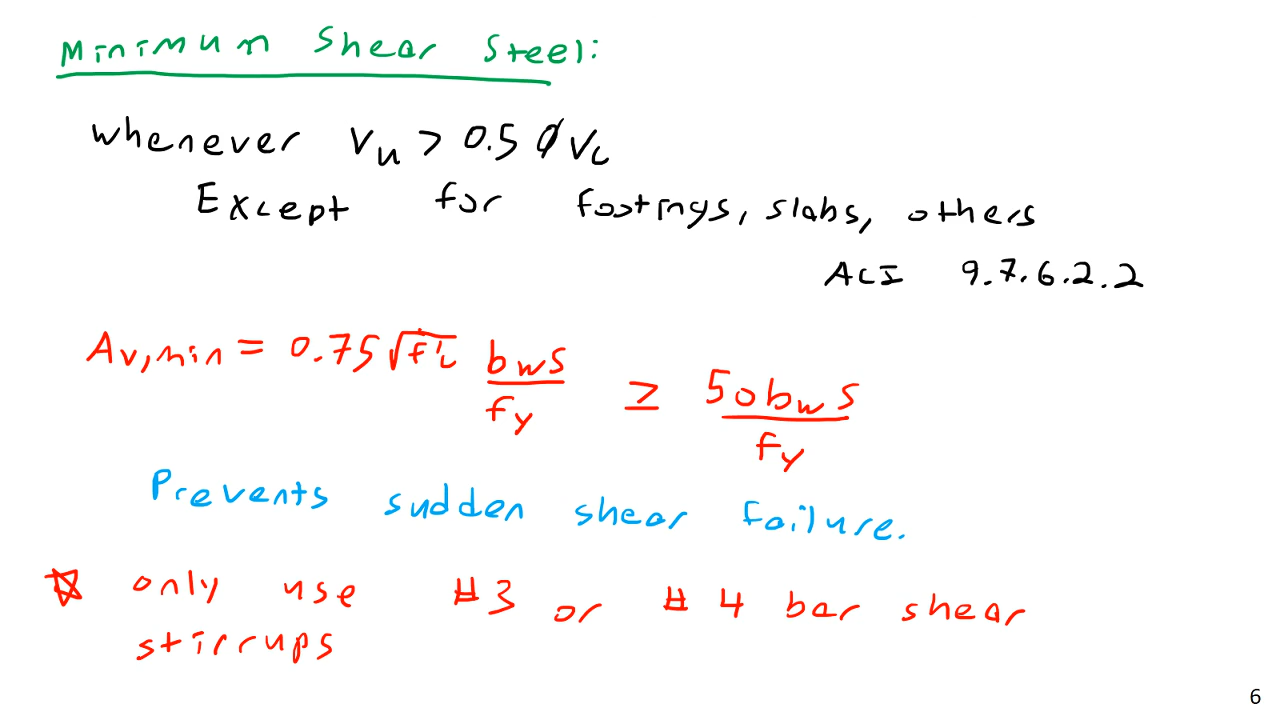 Minimum Shear Steel:
whenever Vu > 0.5 ϕVc
Except for footings, slabs, others
ACI 9.7.6.2.2
Av,min = 0.75√f'c bws/fy ≥ 50bws/fy
Prevents sudden shear failure.
☆ only use #3 or #4 bar shear
stirrups
6